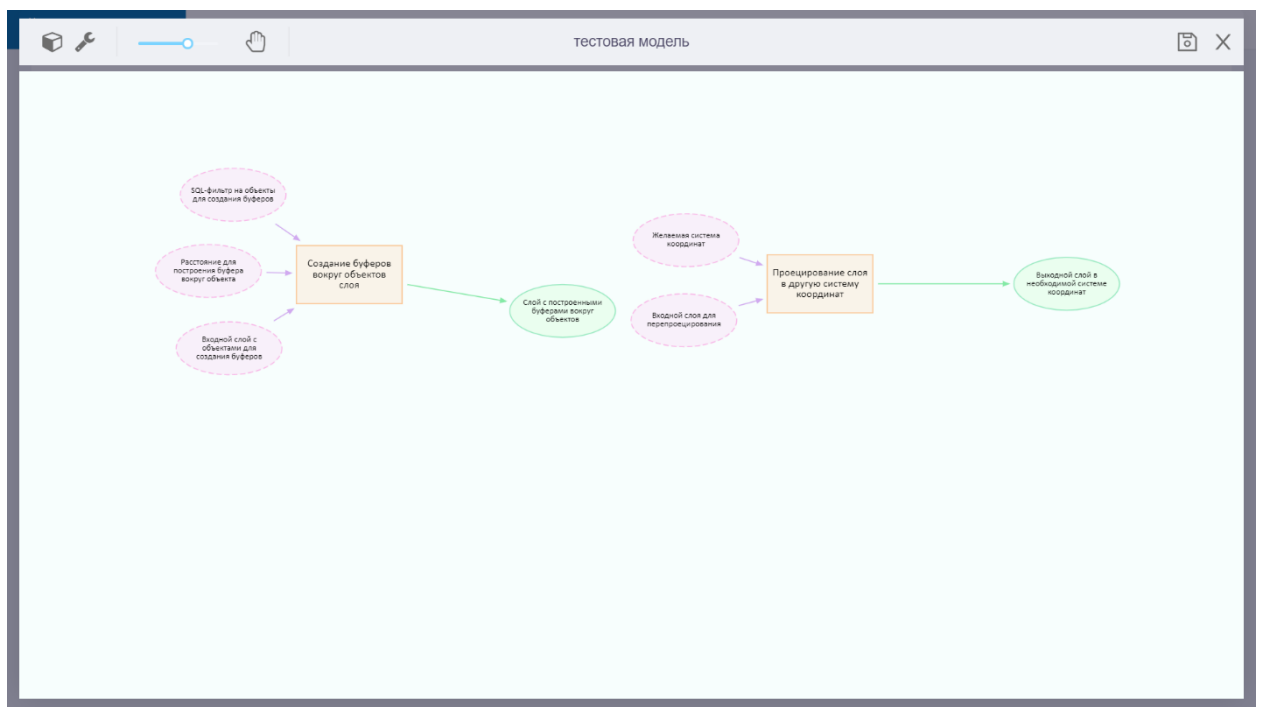 тестовая модель
SQL-фильтр на объекты
для создания буферов
Расстояние для
построения буфера
вокруг объекта
Входной слой с
объектами для
создания буферов
Создание буферов
вокруг объектов
слоя
Слой с построенными
буферами вокруг
объектов
Желаемая система
координат
Входной слоя для
перепроецирования
Проецирование слоя
в другую систему
координат
Выходной слой в
необходимой системе
координат